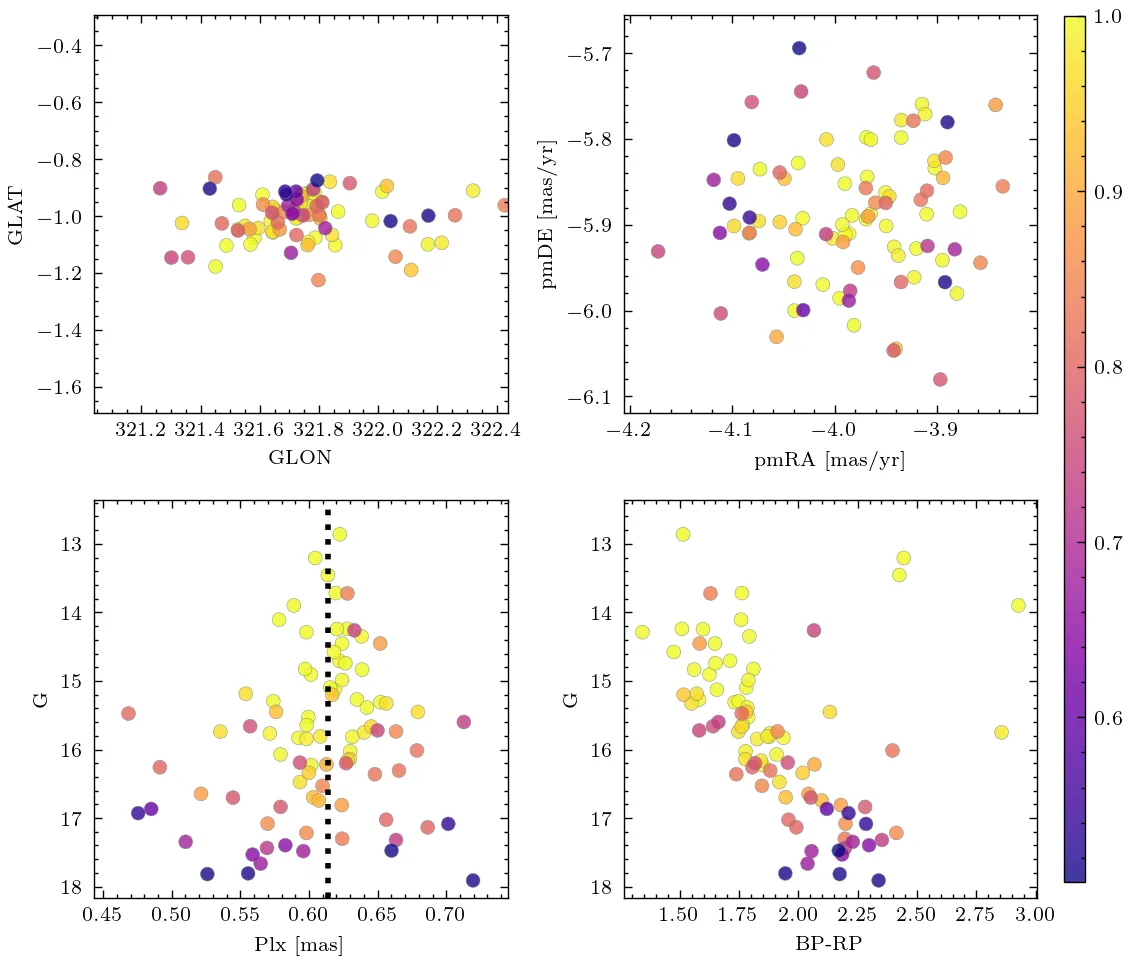 −0.4
−0.6
−0.8
−1.0
−1.2
−1.4
−1.6
GLAT
321.2 321.4 321.6 321.8 322.0 322.2 322.4
GLON
−5.7
−5.8
−5.9
−6.0
−6.1
pmDE [mas/yr]
−4.2 −4.1 −4.0 −3.9
pmRA [mas/yr]
1.0
0.9
0.8
0.7
0.6
13
14
15
16
17
18
G
0.45 0.50 0.55 0.60 0.65 0.70
Plx [mas]
13
14
15
16
17
18
G
1.50 1.75 2.00 2.25 2.50 2.75 3.00
BP-RP